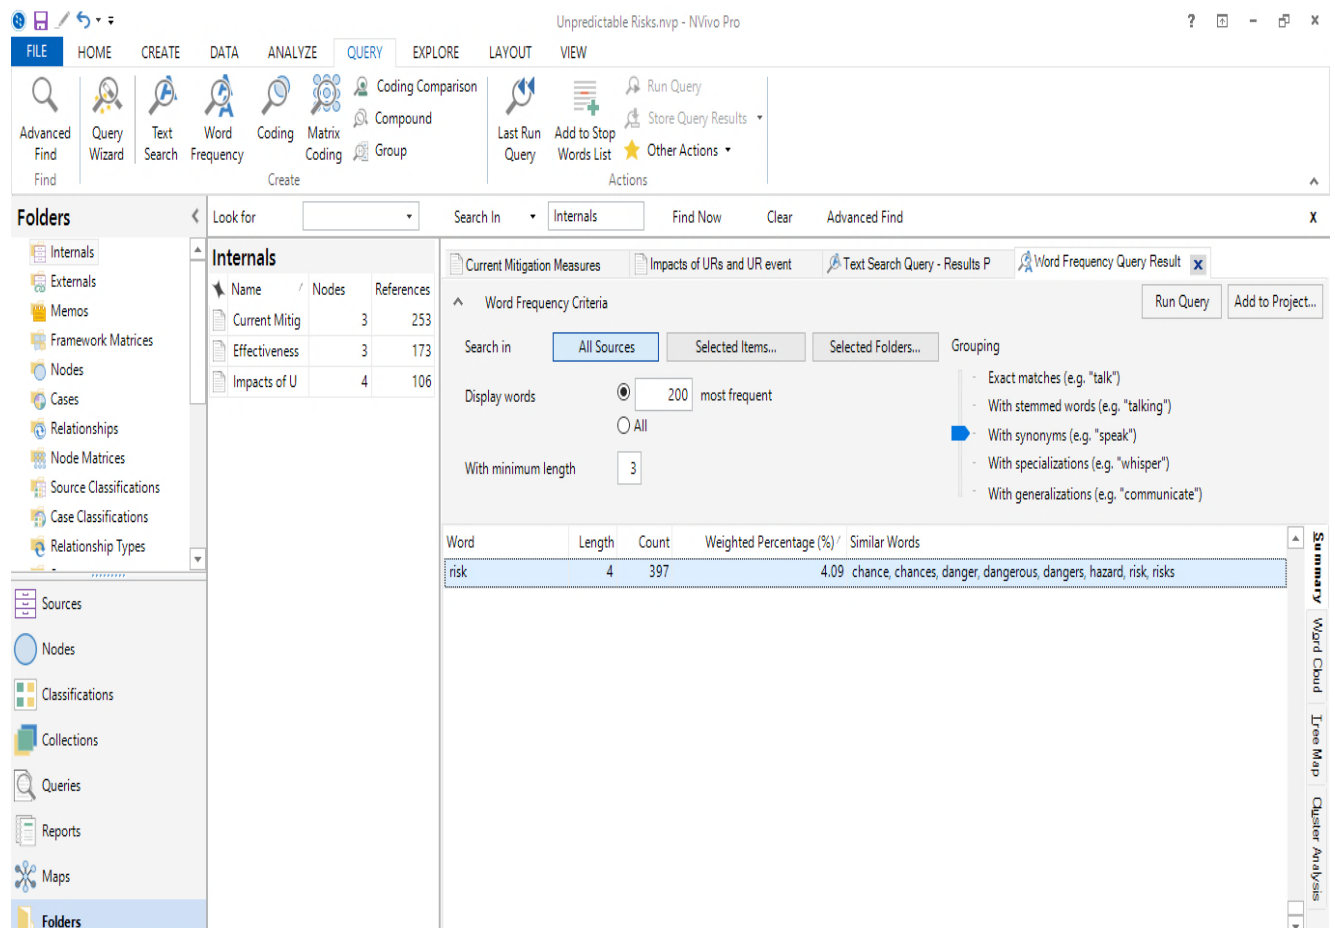 Unpredictable Risks.nvp - NVivo Pro
FILE HOME CREATE DATA ANALYZE QUERY EXPLORE LAYOUT VIEW
Advanced Find
Query Wizard
Text Search
Word Frequency
Coding
Matrix Coding
Coding Comparison
Compound
Group
Last Run Query
Add to Stop Words List
Run Query
Store Query Results
Other Actions
Find
Create
Actions
Folders
Look for
Search In
Internals
Find Now
Clear
Advanced Find
X
Internals
Externals
Memos
Framework Matrices
Nodes
Cases
Relationships
Node Matrices
Source Classifications
Case Classifications
Relationship Types
Sources
Nodes
Classifications
Collections
Queries
Reports
Maps
Folders
Internals
Name Nodes References
Current Mitig 3 253
Effectiveness 3 173
Impacts of U 4 106
Current Mitigation Measures
Impacts of URs and UR event
Text Search Query - Results P
Word Frequency Query Result
x
Word Frequency Criteria
Run Query
Add to Project...
Search in
All Sources
Selected Items...
Selected Folders...
Grouping
Display words
200 most frequent
All
With minimum length
3
Exact matches (e.g. "talk")
With stemmed words (e.g. "talking")
With synonyms (e.g. "speak")
With specializations (e.g. "whisper")
With generalizations (e.g. "communicate")
Word Length Count Weighted Percentage (%) Similar Words
risk 4 397 4.09 chance, chances, danger, dangerous, dangers, hazard, risk, risks
Summary
Word Cloud
Tree Map
Cluster Analysis